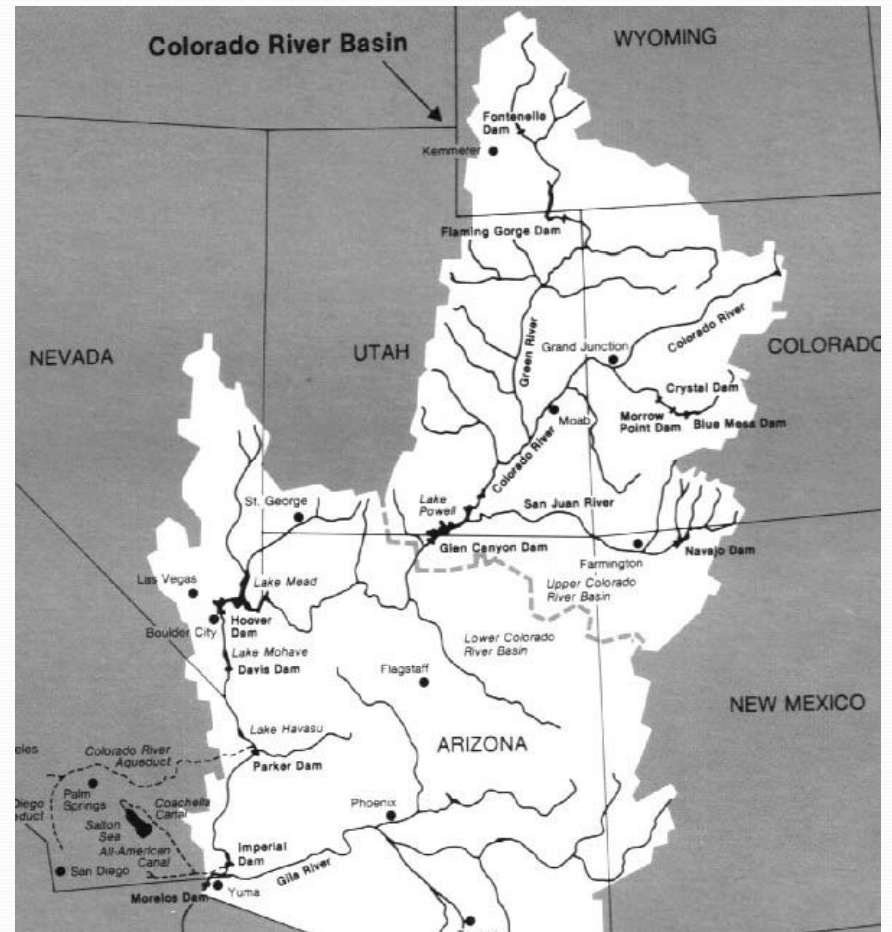 Colorado River Basin
WYOMING
Fontenelle
Dam
Kemmerer
Flaming Gorge Dam
NEVADA
UTAH
Green River
Grand Junction
Colorado River
COLORADO
Crystal Dam
Morrow
Point Dam
Blue Mesa Dam
Moab
Colorado River
St. George
Lake
Powell
San Juan River
Glen Canyon Dam
Farmington
Navajo Dam
Las Vegas
Lake Mead
Upper Colorado
River Basin
Boulder City
Hoover
Dam
Lake Mohave
Davis Dam
Lower Colorado
River Basin
Flagstaff
NEW MEXICO
Lake Havasu
ARIZONA
eles
Colorado River
Aqueduct
Parker Dam
Palm
Springs
Coachella
Canal
Diego
educt
Salton
Sea
All-American
Canal
Phoenix
Imperial
Dam
Gila River
San Diego
Morelos Dam
Yuma